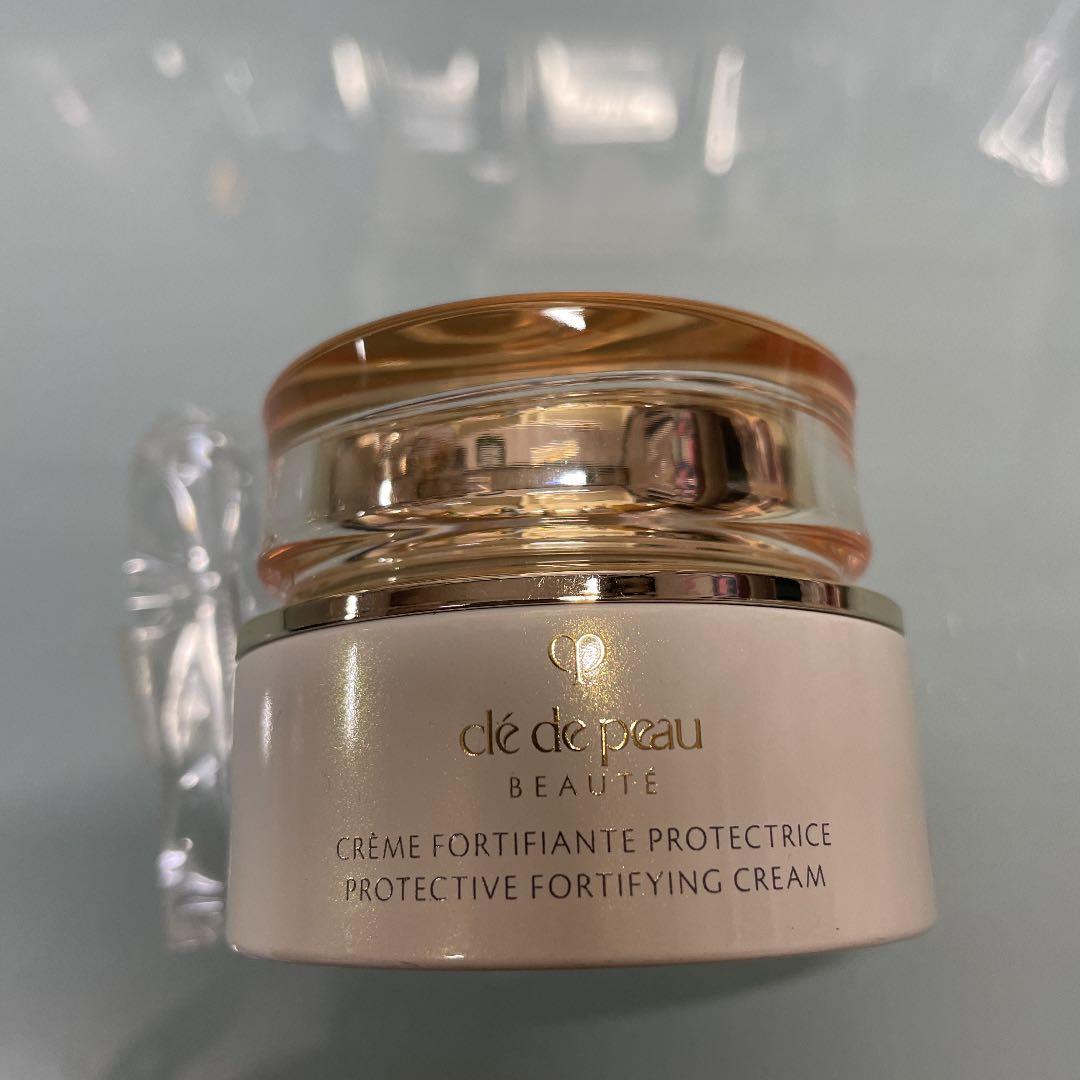 clé de peau
BEAUTÉ
CRÈME FORTIFIANTE PROTECTRICE
PROTECTIVE FORTIFYING CREAM